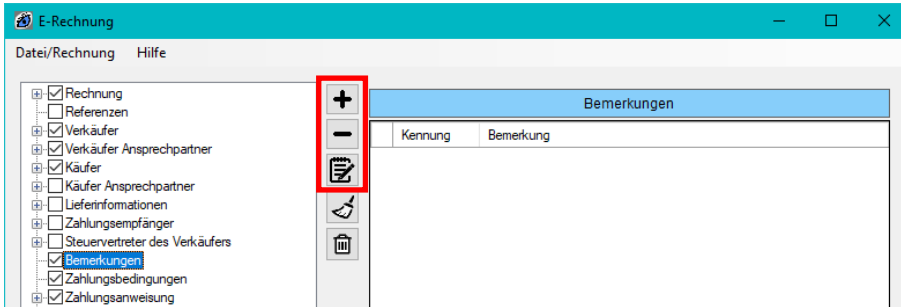 E-Rechnung
Datei/Rechnung Hilfe
Rechnung
Referenzen
Verkäufer
Verkäufer Ansprechpartner
Käufer
Käufer Ansprechpartner
Lieferinformationen
Zahlungsempfänger
Steuervertreter des Verkäufers
Bemerkungen
Zahlungsbedingungen
Zahlungsanweisung
Bemerkungen
Kennung Bemerkung